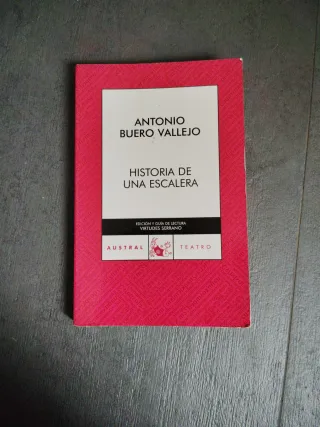 ANTONIO
BUERO VALLEJO
HISTORIA DE
UNA ESCALERA
EDICIÓN Y GUÍA DE LECTURA
VIRTUDES SERRANO
AUSTRAL TEATRO